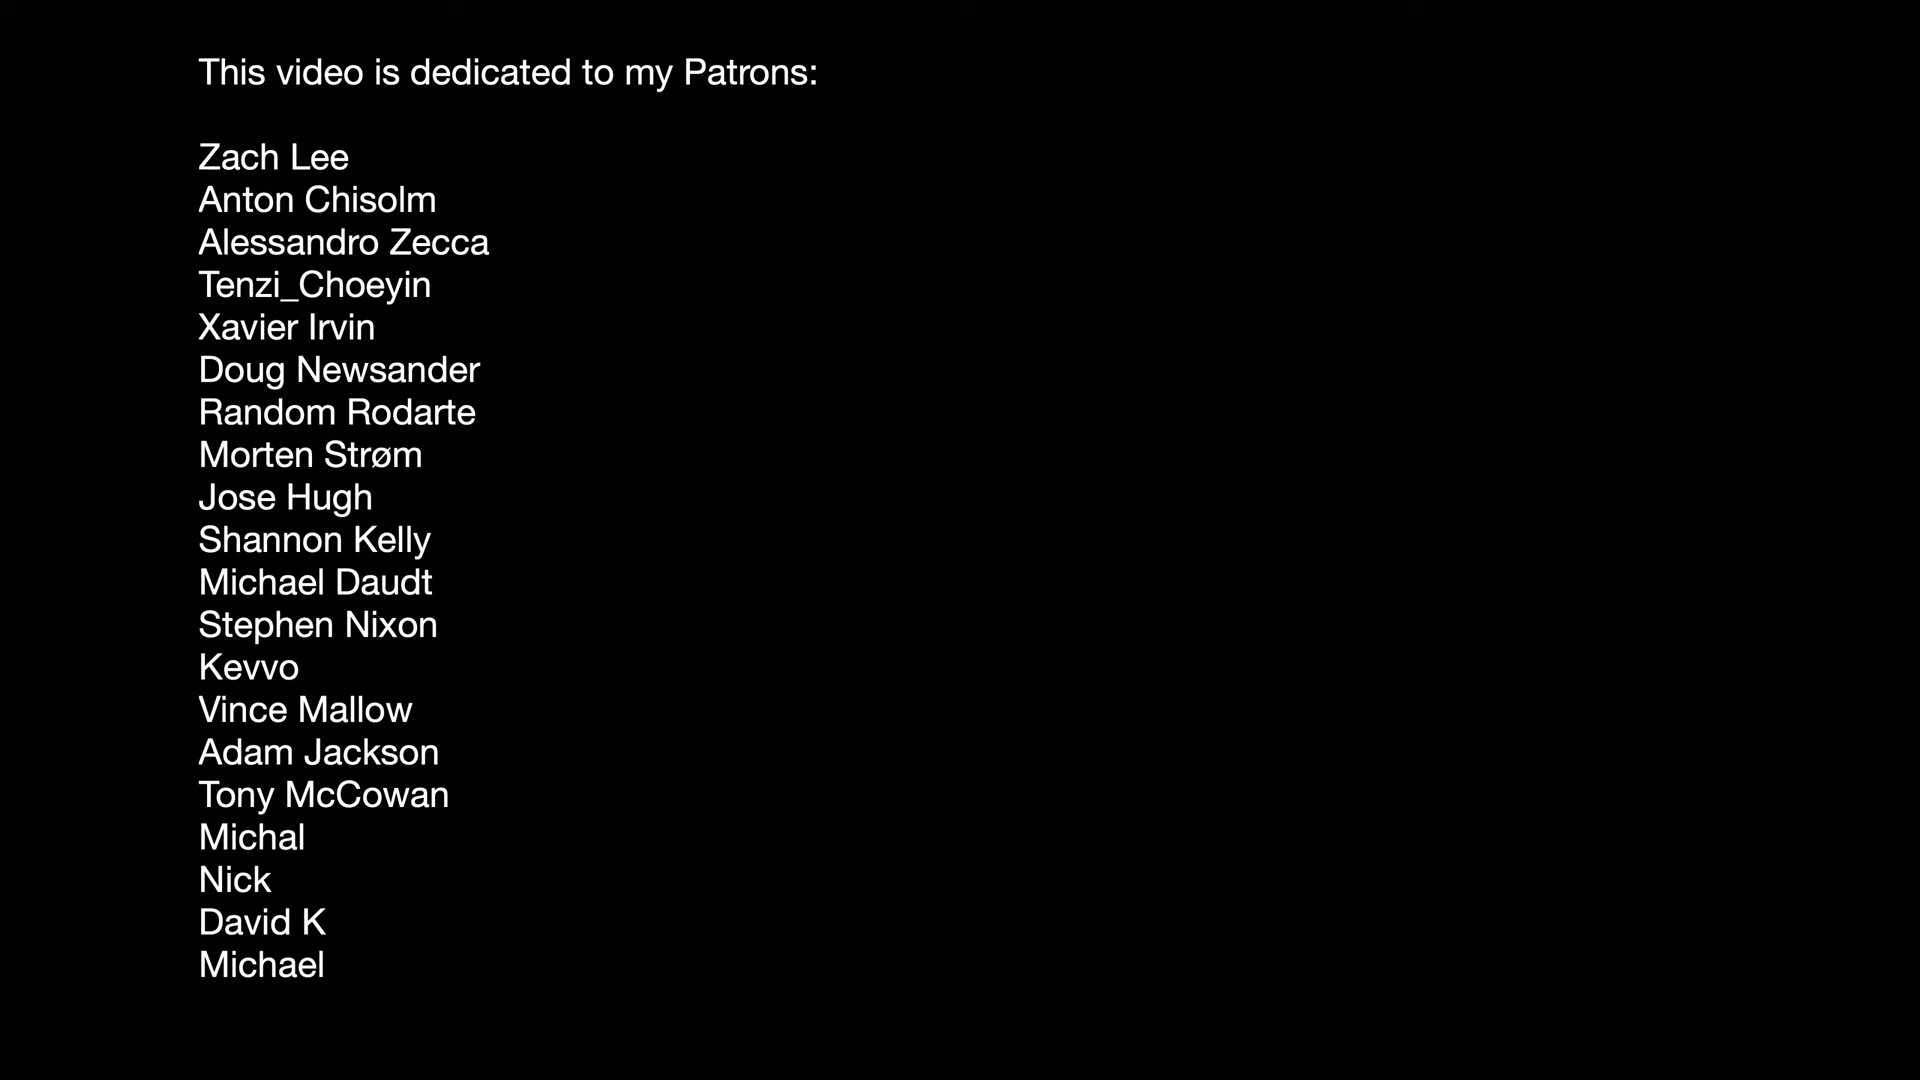 This video is dedicated to my Patrons:
Zach Lee
Anton Chisolm
Alessandro Zecca
Tenzi_Choeyin
Xavier Irvin
Doug Newsander
Random Rodarte
Morten Strøm
Jose Hugh
Shannon Kelly
Michael Daudt
Stephen Nixon
Kevvo
Vince Mallow
Adam Jackson
Tony McCowan
Michal
Nick
David K
Michael